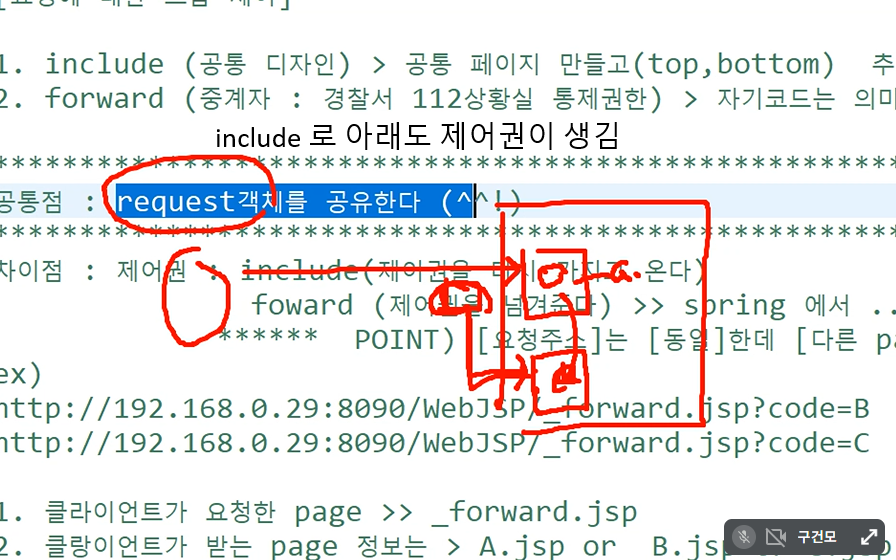 [요청에 대한 흐름 제어]
1. include (공통 디자인) > 공통 페이지 만들고(top,bottom) 추
2. forward (중계자 : 경찰서 112상황실 통제권한) > 자기코드는 의미
include 로 아래도 제어권이 생김
****************************************************************
공통점 : request객체를 공유한다 (^^!)
****************************************************************
차이점 : 제어권 : include(제어권을 다시 가지고 온다)
foward (제어권을 넘겨준다) >> spring 에서 ..
****** POINT) [요청주소]는 [동일]한데 [다른 pa
ex)
http://192.168.0.29:8090/WebJSP/_forward.jsp?code=B
http://192.168.0.29:8090/WebJSP/_forward.jsp?code=C
1. 클라이언트가 요청한 page >> _forward.jsp
2. 클랑이언트가 받는 page 정보는 > A.jsp or B.jsp
구건모